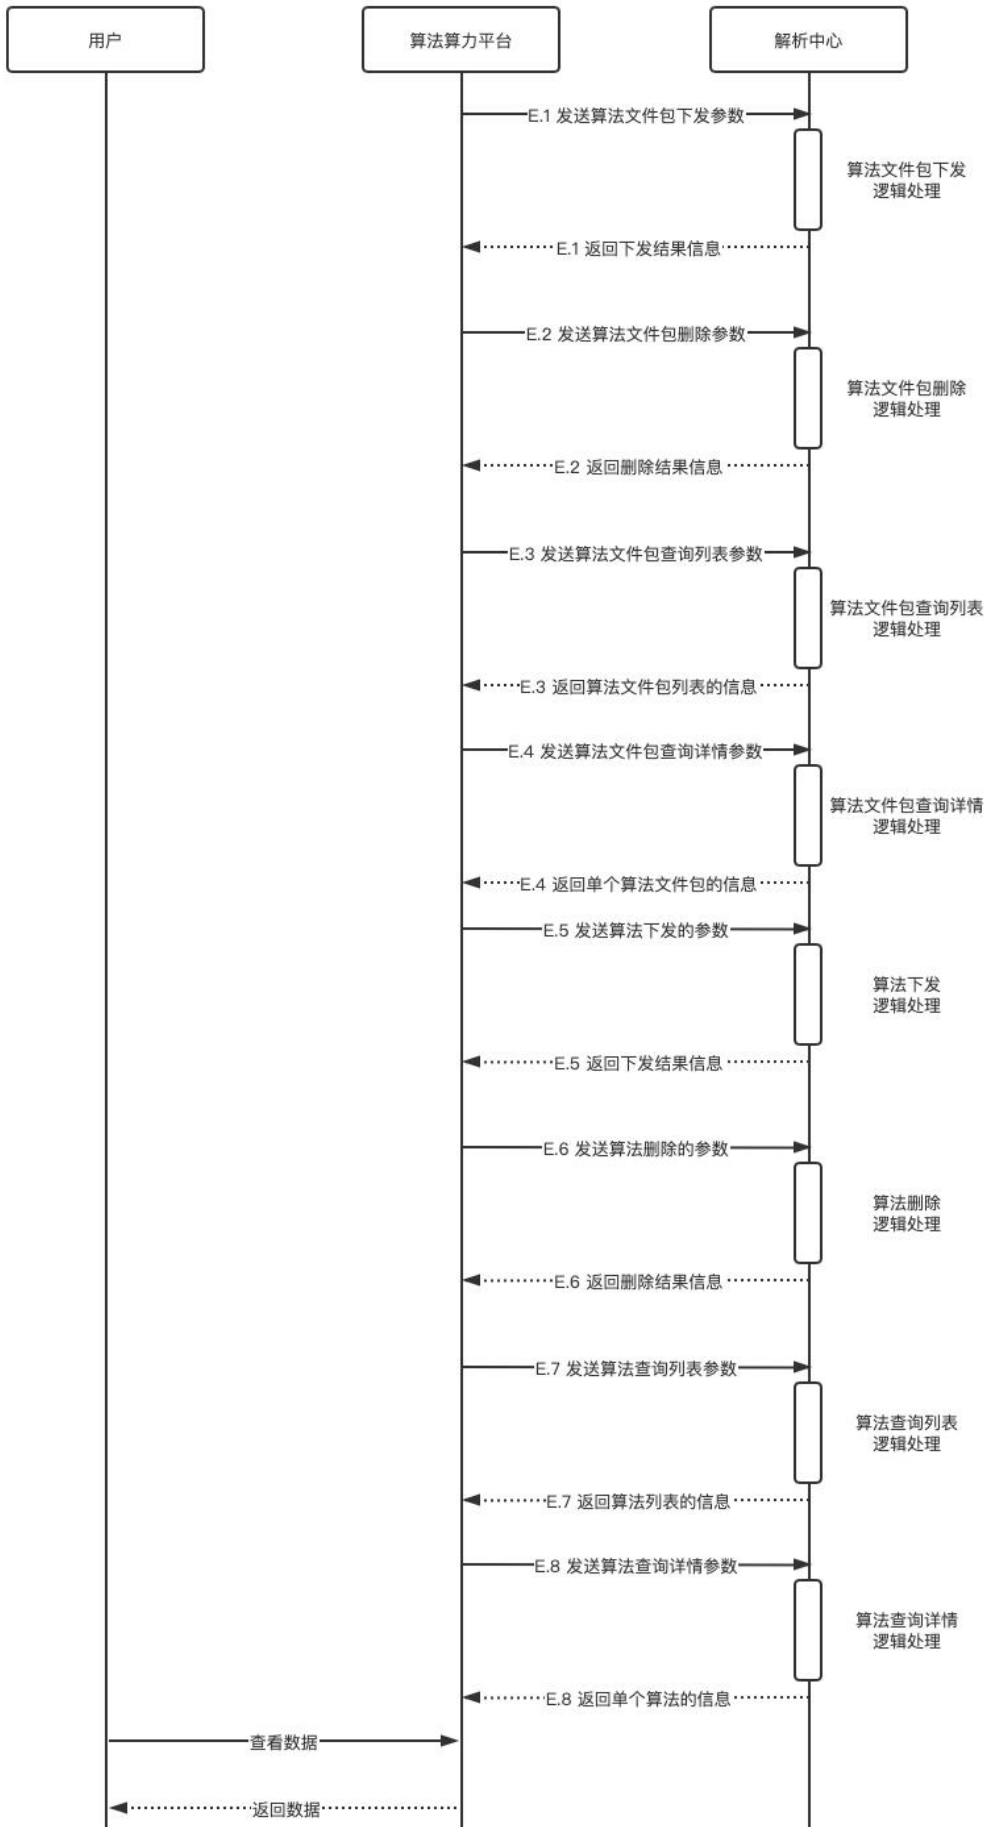 用户
算法算力平台
解析中心
E.1 发送算法文件包下发参数
算法文件包下发
逻辑处理
E.1 返回下发结果信息
E.2 发送算法文件包删除参数
算法文件包删除
逻辑处理
E.2 返回删除结果信息
E.3 发送算法文件包查询列表参数
算法文件包查询列表
逻辑处理
E.3 返回算法文件包列表的信息
E.4 发送算法文件包查询详情参数
算法文件包查询详情
逻辑处理
E.4 返回单个算法文件包的信息
E.5 发送算法下发的参数
算法下发
逻辑处理
E.5 返回下发结果信息
E.6 发送算法删除的参数
算法删除
逻辑处理
E.6 返回删除结果信息
E.7 发送算法查询列表参数
算法查询列表
逻辑处理
E.7 返回算法列表的信息
E.8 发送算法查询详情参数
算法查询详情
逻辑处理
E.8 返回单个算法的信息
查看数据
返回数据